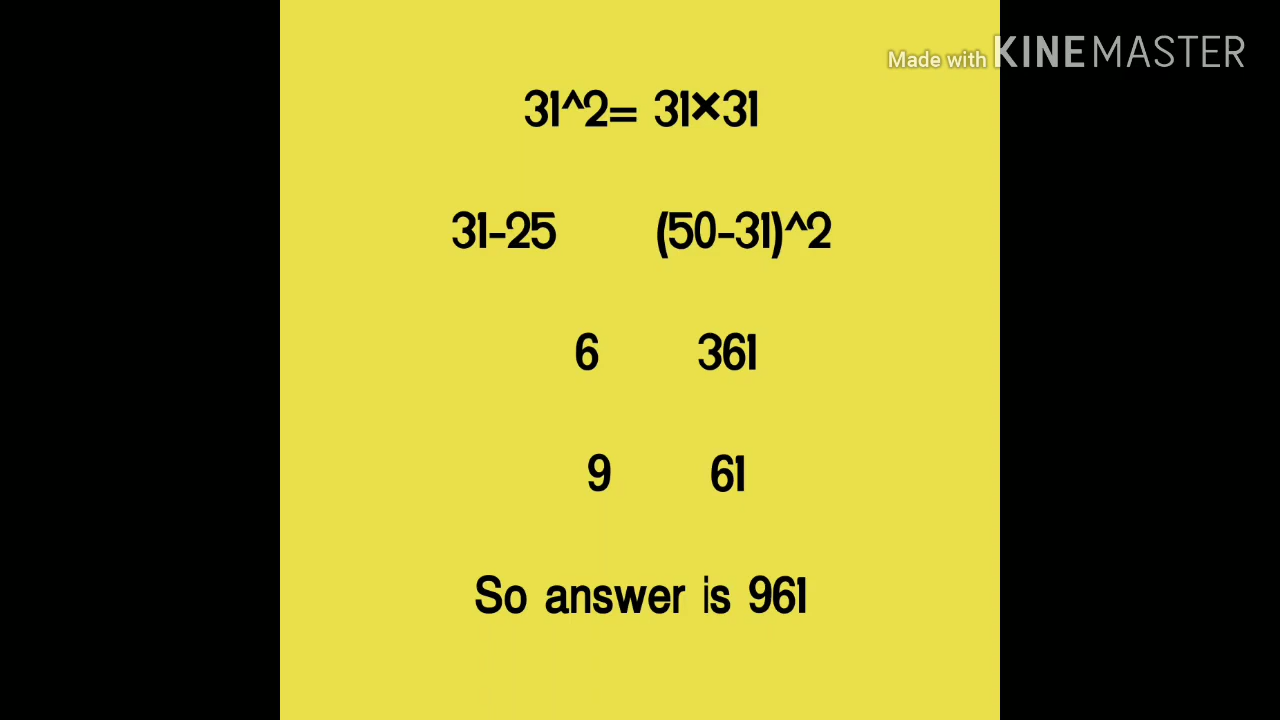 Made with KINEMASTER
31^2= 31×31
31-25 (50-31)^2
6 361
9 61
So answer is 961